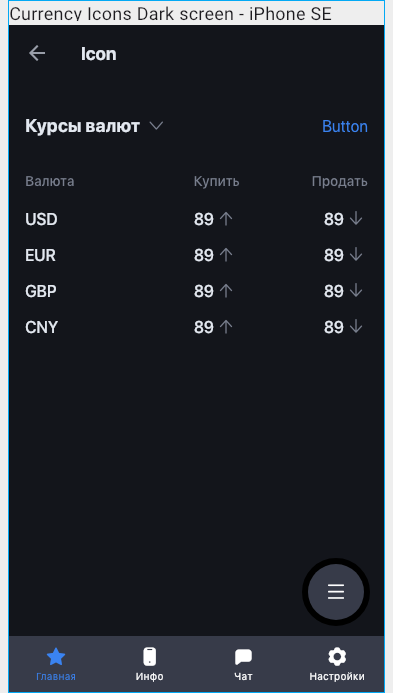 Currency Icons Dark screen - iPhone SE
Icon
Курсы валют Button
Валюта Купить Продать
USD 89 89
EUR 89 89
GBP 89 89
CNY 89 89
Главная Инфо Чат Настройки